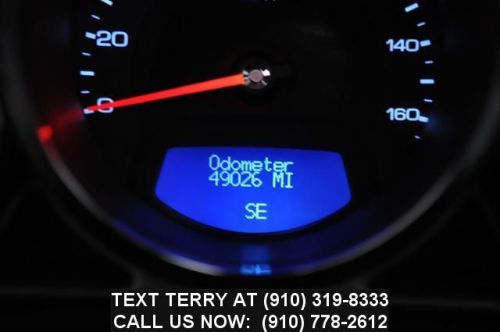 20
0
140
160
Odometer
49026 MI
SE
TEXT TERRY AT (910) 319-8333
CALL US NOW: (910) 778-2612